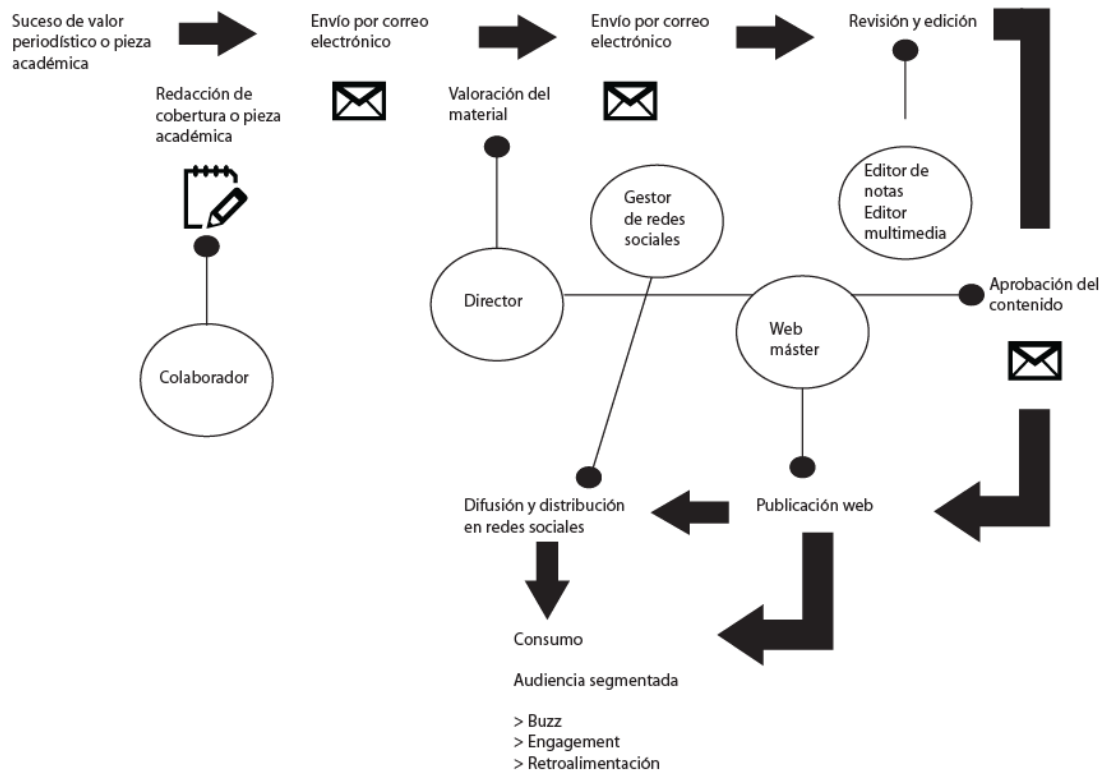 Suceso de valor
periodístico o pieza
académica
Envío por correo
electrónico
Envío por correo
electrónico
Revisión y edición
Redacción de
cobertura o pieza
académica
Valoración del
material
Gestor
de redes
sociales
Editor de
notas
Editor
multimedia
Director
Web
máster
Aprobación del
contenido
Colaborador
Difusión y distribución
en redes sociales
Publicación web
Consumo
Audiencia segmentada
> Buzz
> Engagement
> Retroalimentación